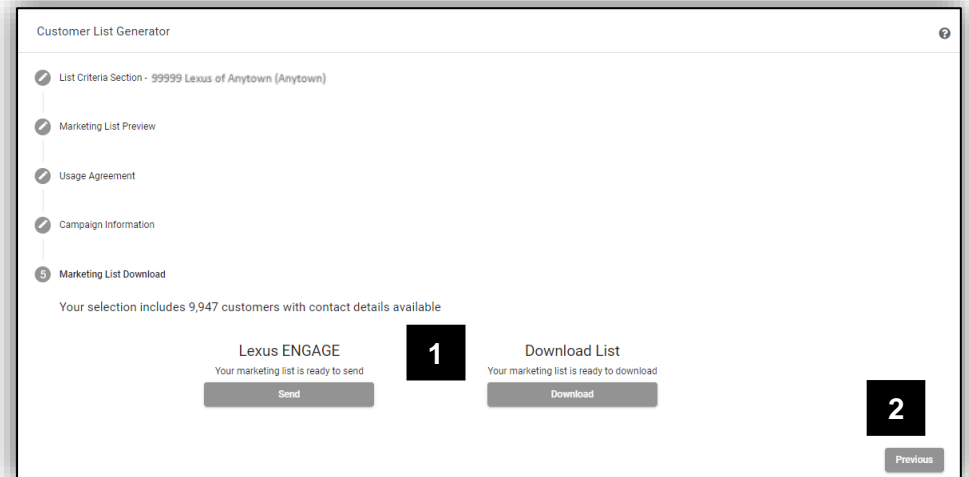 Customer List Generator
List Criteria Section - 99999 Lexus of Anytown (Anytown)
Marketing List Preview
Usage Agreement
Campaign Information
5 Marketing List Download
Your selection includes 9,947 customers with contact details available
Lexus ENGAGE
Your marketing list is ready to send
Send
1
Download List
Your marketing list is ready to download
Download
2
Previous